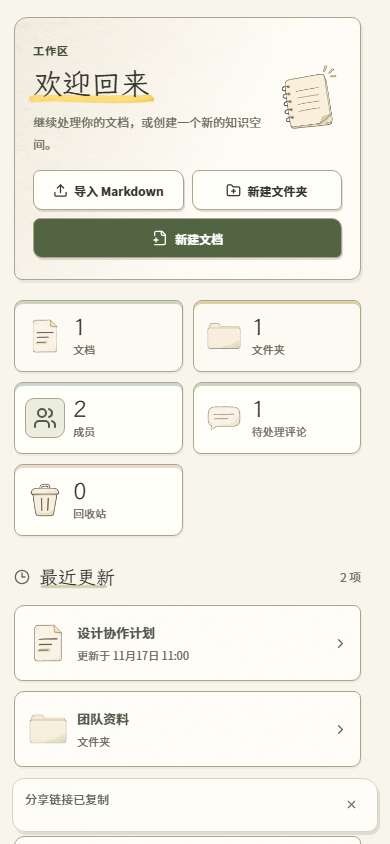 工作区
欢迎回来
继续处理你的文档，或创建一个新的知识空
间。
导入 Markdown
新建文件夹
新建文档
1
文档
1
文件夹
2
成员
1
待处理评论
0
回收站
最近更新
2 项
设计协作计划
更新于 11月17日 11:00
团队资料
文件夹
分享链接已复制